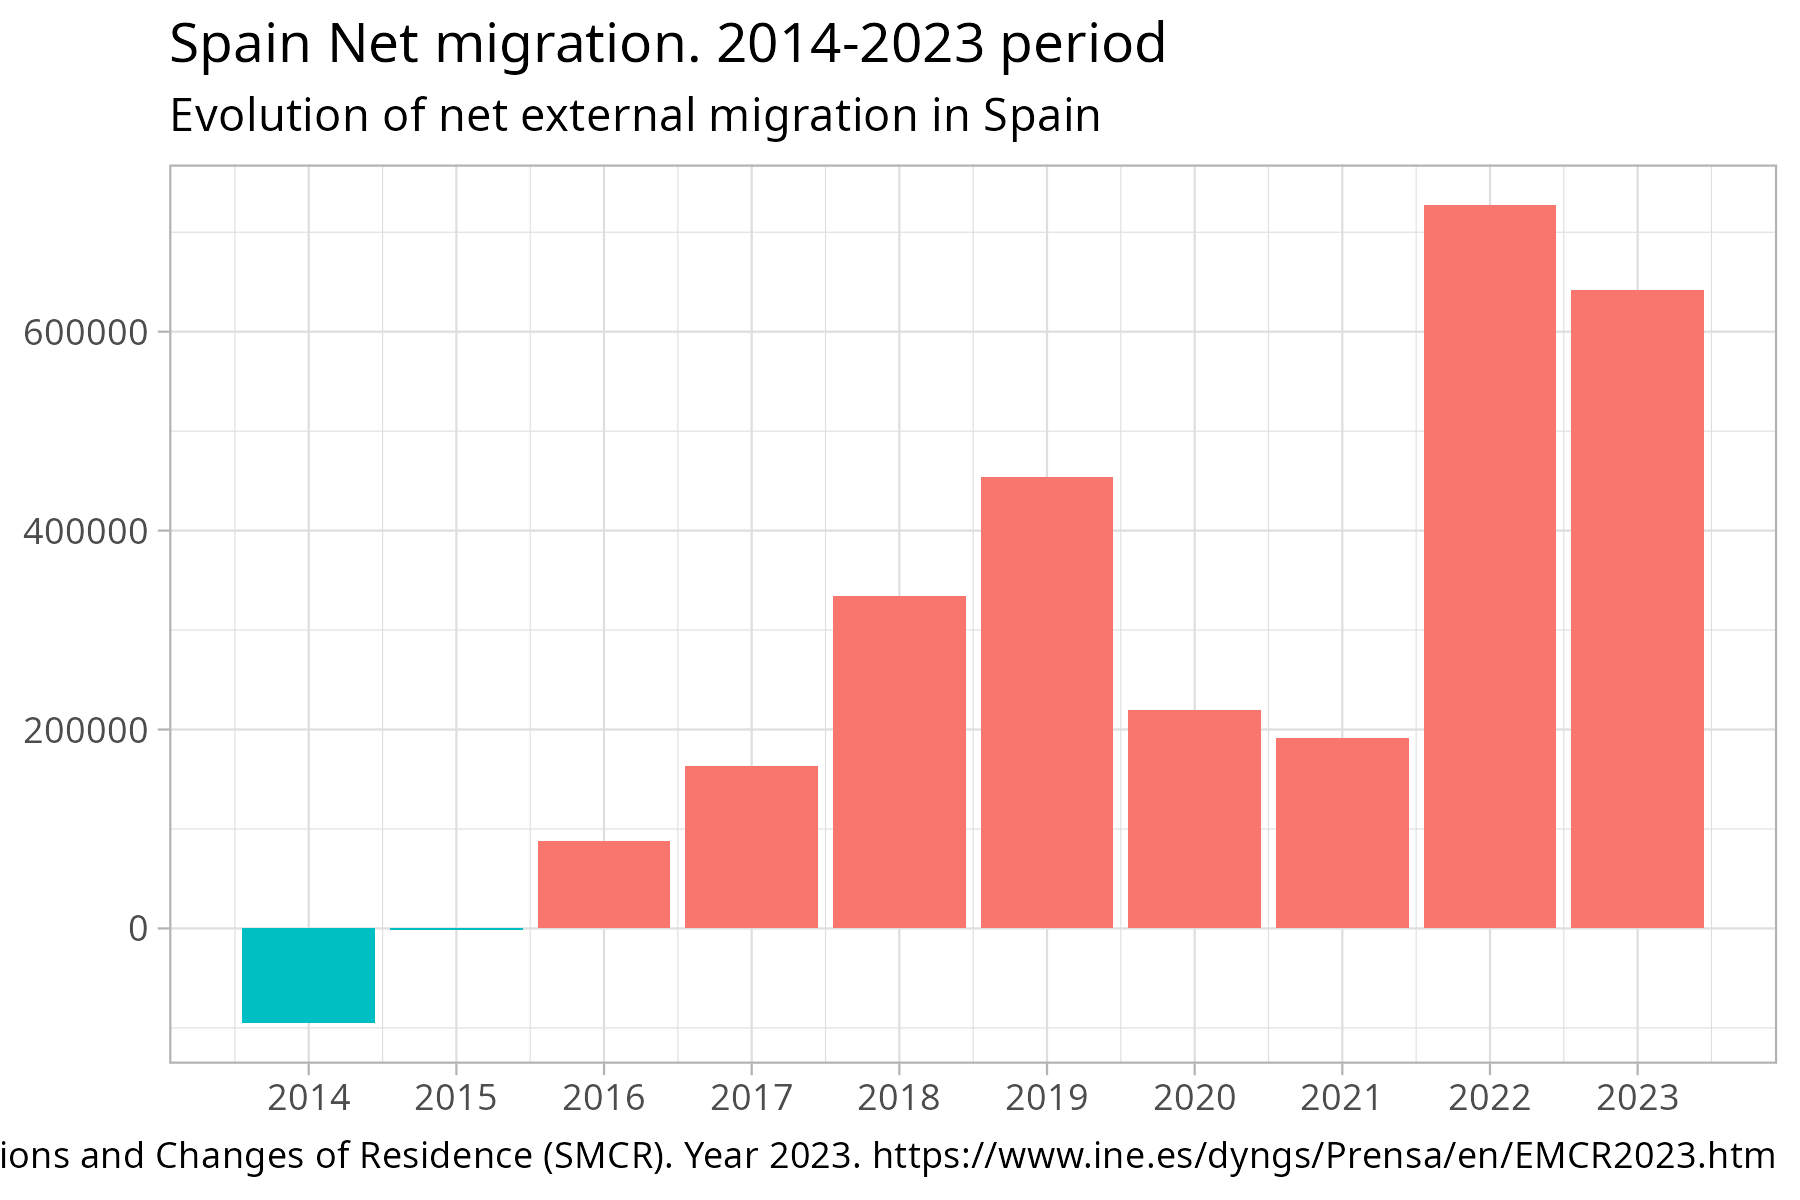 Spain Net migration. 2014-2023 period
Evolution of net external migration in Spain
600000
400000
200000
0
2014 2015 2016 2017 2018 2019 2020 2021 2022 2023
and Changes of Residence (SMCR). Year 2023. https://www.ine.es/dyngs/Prensa/en/EMCR2023.htm